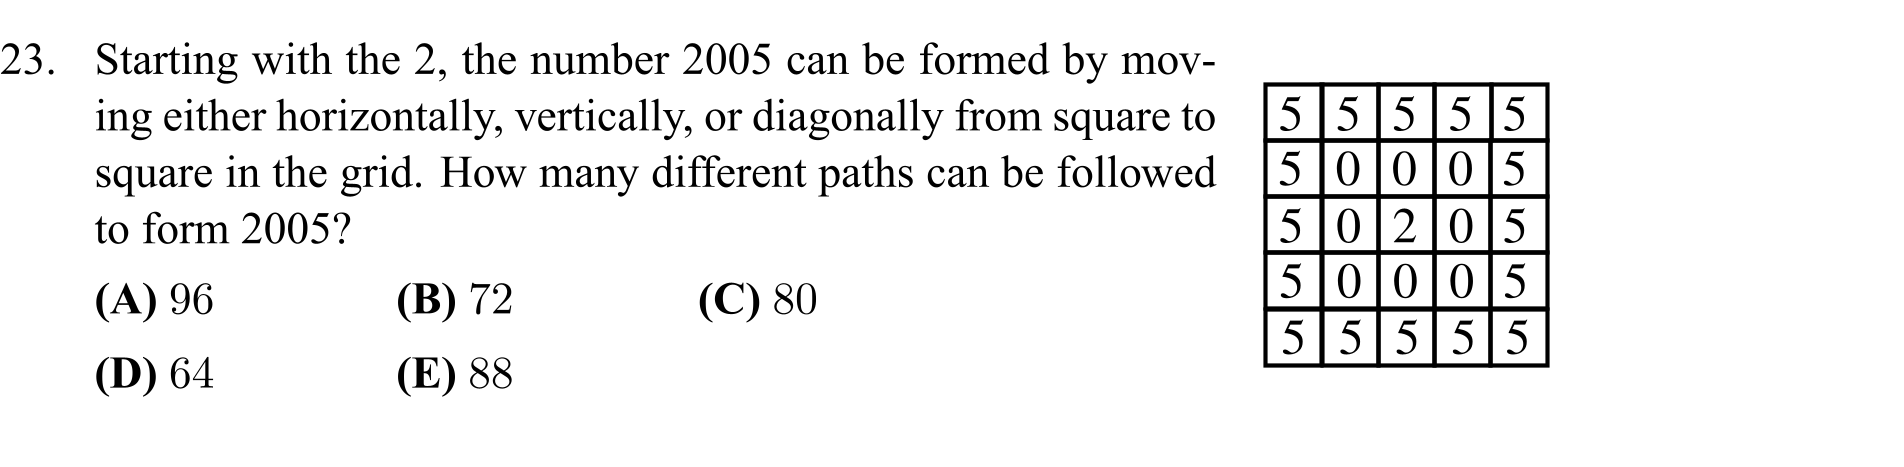 23. Starting with the 2, the number 2005 can be formed by mov-
ing either horizontally, vertically, or diagonally from square to
square in the grid. How many different paths can be followed
to form 2005?
(A) 96 (B) 72 (C) 80
(D) 64 (E) 88
5 5 5 5 5
5 0 0 0 5
5 0 2 0 5
5 0 0 0 5
5 5 5 5 5